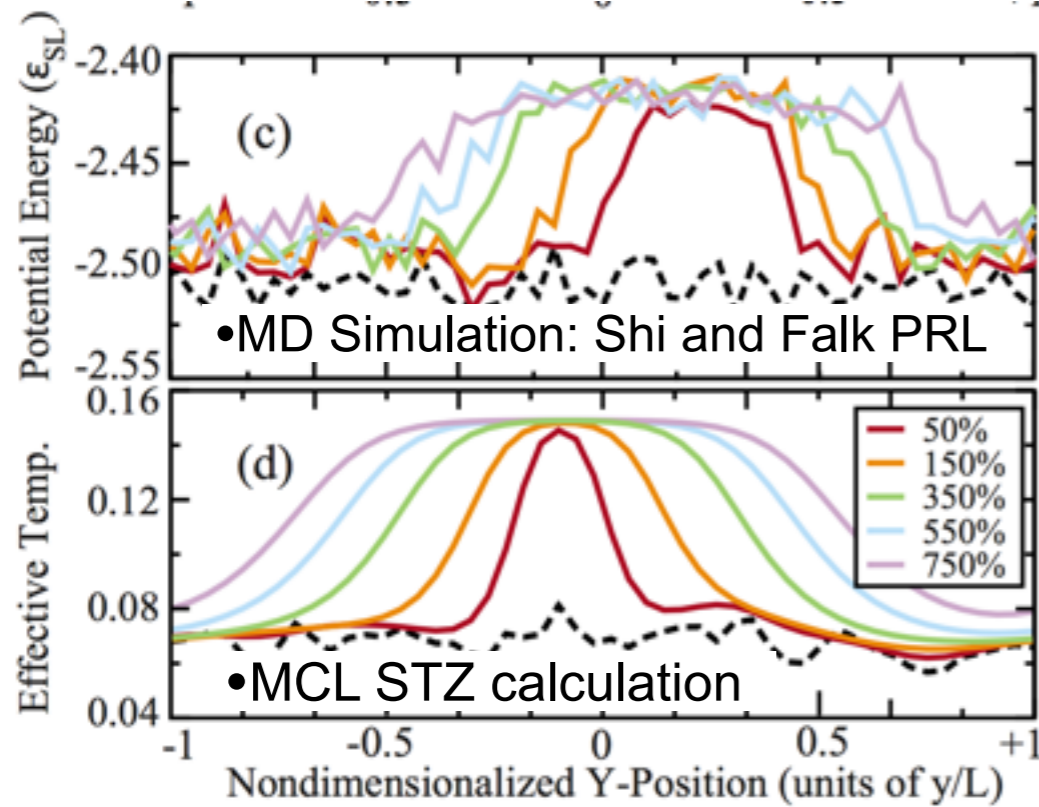 Potential Energy (εSL)
-2.40
-2.45
-2.50
-2.55
(c)
•MD Simulation: Shi and Falk PRL
Effective Temp.
0.16
0.12
0.08
0.04
(d)
50%
150%
350%
550%
750%
•MCL STZ calculation
-1
-0.5
0
0.5
+1
Nondimensionalized Y-Position (units of y/L)